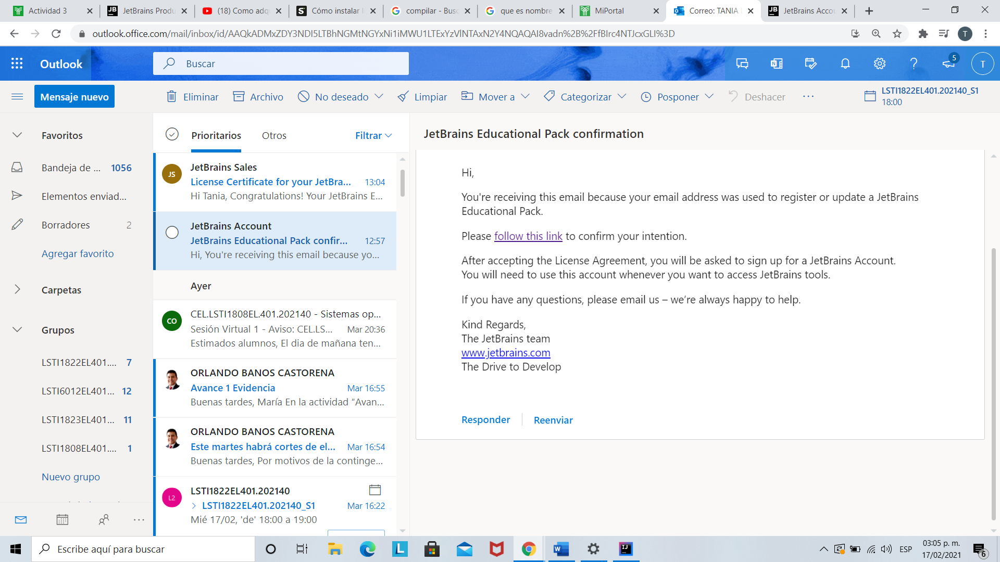 Actividad 3
JetBrains Produ
(18) Como adq
Cómo instalar
compilar - Bus
que es nombre
MiPortal
Correo: TANIA
JetBrains Acco
outlook.office.com/mail/inbox/id/AAQkADMxZDY3NDI5LTBhNGMtNGYxNi1iMWU1LTExYzVlNTAxN2Y4NQAQAI8vadn%2B%2FfBIrc4NTJcxGLI%3D
T
Outlook
Buscar
5
T
Mensaje nuevo
Eliminar
Archivo
No deseado
Limpiar
Mover a
Categorizar
Posponer
Deshacer
LSTI1822EL401.202140_S1
18:00
Favoritos
Bandeja de ... 1056
Elementos enviad...
Borradores 2
Agregar favorito
Carpetas
Grupos
LSTI1822EL401.... 7
LSTI6012EL401... 12
LSTI1823EL401... 11
LSTI1808EL401.... 1
Nuevo grupo
Prioritarios
Otros
Filtrar
JS
JetBrains Sales
License Certificate for your JetBra... 13:04
Hi Tania, Congratulations! Your JetBrains E...
JetBrains Account
JetBrains Educational Pack confir... 12:57
Hi, You're receiving this email because yo...
Ayer
CO
CEL.LSTI1808EL.401.202140 - Sistemas op...
Sesión Virtual 1 - Aviso: CEL.LS... Mar 20:36
Estimados alumnos, El dia de mañana ten...
ORLANDO BANOS CASTORENA
Avance 1 Evidencia Mar 16:55
Buenas tardes, María En la actividad “Avan...
ORLANDO BANOS CASTORENA
Este martes habrá cortes de el... Mar 16:54
Buenas tardes, Por motivos de la continge...
L2
LSTI1822EL401.202140
LSTI1822EL401.202140_S1 Mar 16:22
Mié 17/02, 'de' 18:00 a 19:00
JetBrains Educational Pack confirmation
Hi,
You're receiving this email because your email address was used to register or update a JetBrains
Educational Pack.
Please follow this link to confirm your intention.
After accepting the License Agreement, you will be asked to sign up for a JetBrains Account.
You will need to use this account whenever you want to access JetBrains tools.
If you have any questions, please email us – we’re always happy to help.
Kind Regards,
The JetBrains team
www.jetbrains.com
The Drive to Develop
Responder
Reenviar
Escribe aquí para buscar
ESP
03:05 p. m.
17/02/2021
6